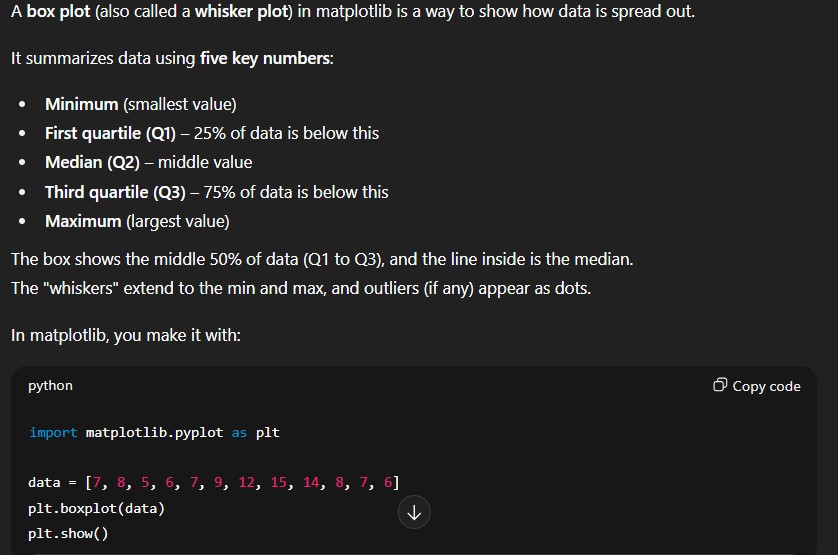 A box plot (also called a whisker plot) in matplotlib is a way to show how data is spread out.
It summarizes data using five key numbers:
• Minimum (smallest value)
• First quartile (Q1) – 25% of data is below this
• Median (Q2) – middle value
• Third quartile (Q3) – 75% of data is below this
• Maximum (largest value)
The box shows the middle 50% of data (Q1 to Q3), and the line inside is the median.
The "whiskers" extend to the min and max, and outliers (if any) appear as dots.
In matplotlib, you make it with:
python
Copy code
import matplotlib.pyplot as plt
data = [7, 8, 5, 6, 7, 9, 12, 15, 14, 8, 7, 6]
plt.boxplot(data)
plt.show()